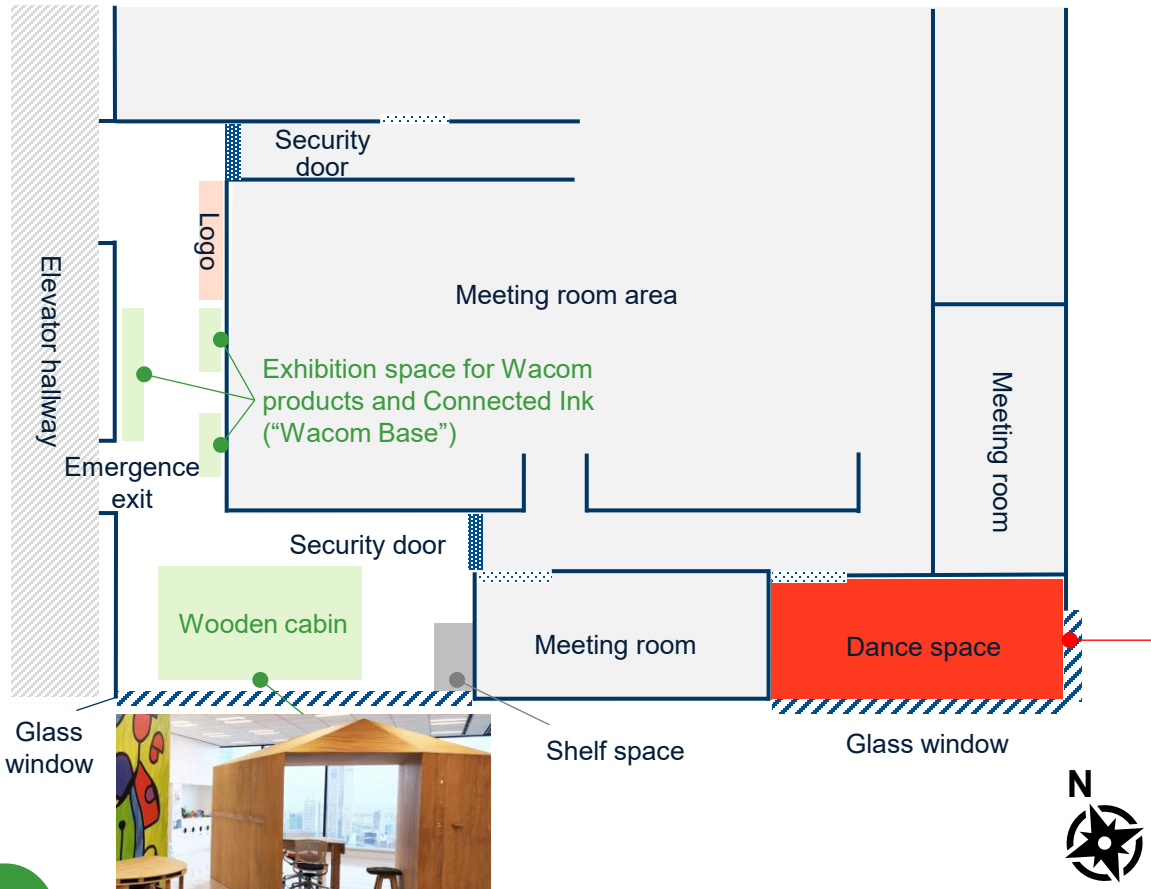 Security
door
Logo
Elevator hallway
Meeting room area
Exhibition space for Wacom
products and Connected Ink
(“Wacom Base”)
Meeting room
Emergence
exit
Security door
Wooden cabin
Meeting room
Dance space
Glass
window
Shelf space
Glass window
N